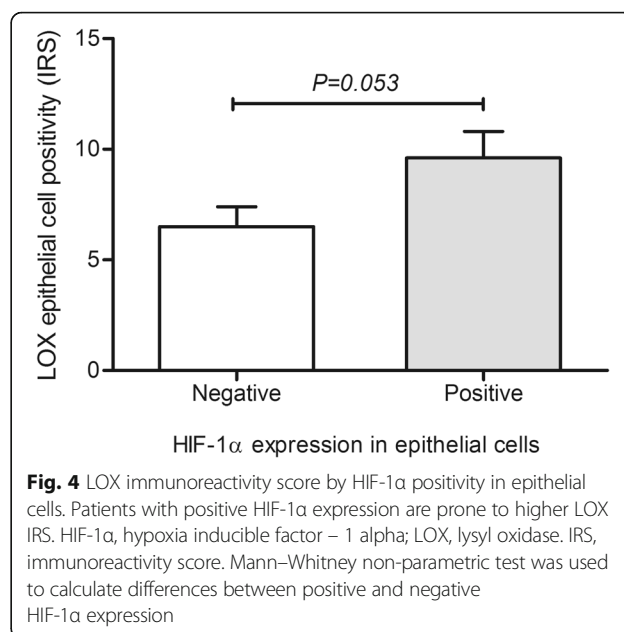 15
10
5
0
LOX epithelial cell positivity (IRS)
P=0.053
Negative
Positive
HIF-1α expression in epithelial cells
Fig. 4 LOX immunoreactivity score by HIF-1α positivity in epithelial
cells. Patients with positive HIF-1α expression are prone to higher LOX
IRS. HIF-1α, hypoxia inducible factor – 1 alpha; LOX, lysyl oxidase. IRS,
immunoreactivity score. Mann–Whitney non-parametric test was used
to calculate differences between positive and negative
HIF-1α expression